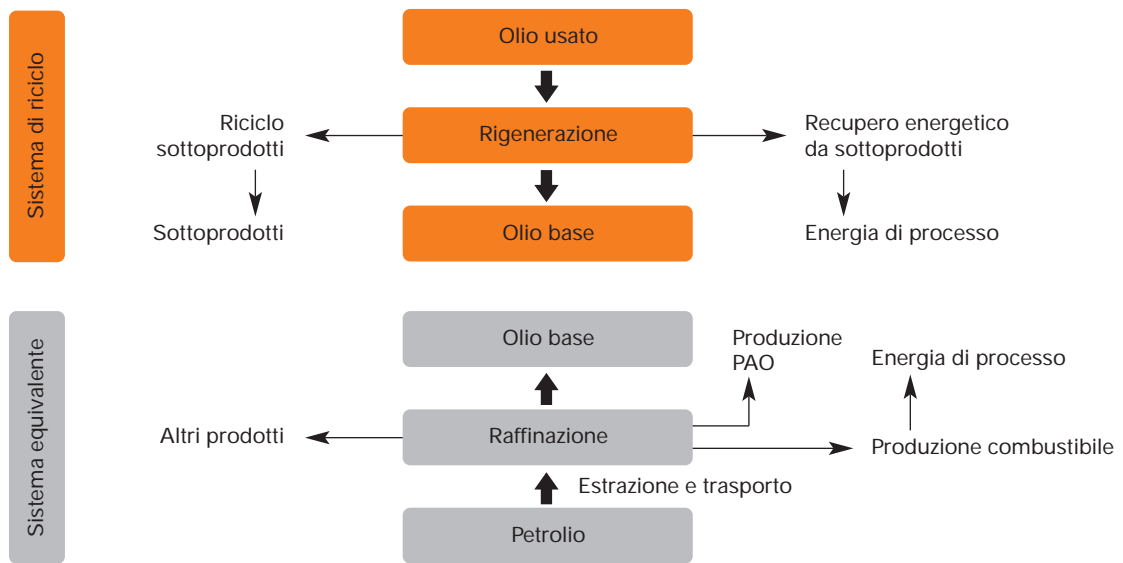 Sistema di riciclo
Olio usato
Riciclo
sottoprodotti
Rigenerazione
Recupero energetico
da sottoprodotti
Sottoprodotti
Olio base
Energia di processo
Sistema equivalente
Olio base
Produzione
PAO
Energia di processo
Altri prodotti
Raffinazione
Produzione combustibile
Estrazione e trasporto
Petrolio